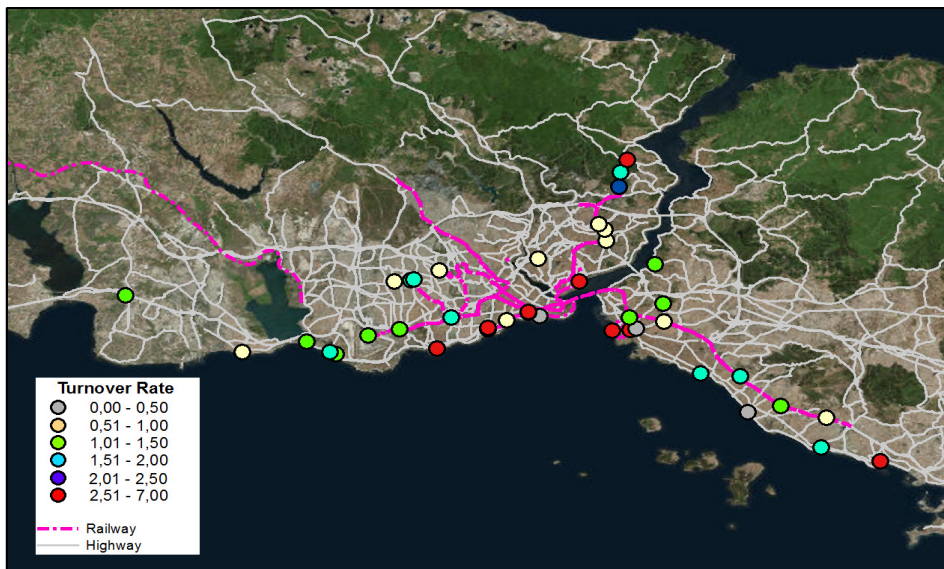 Turnover Rate
0,00 - 0,50
0,51 - 1,00
1,01 - 1,50
1,51 - 2,00
2,01 - 2,50
2,51 - 7,00
Railway
Highway